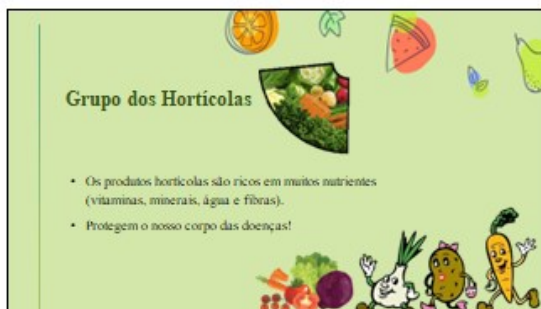 Grupo dos Hortícolas
• Os produtos hortícolas são ricos em muitos nutrientes
(vitaminas, minerais, água e fibras).
• Protegem o nosso corpo das doenças!